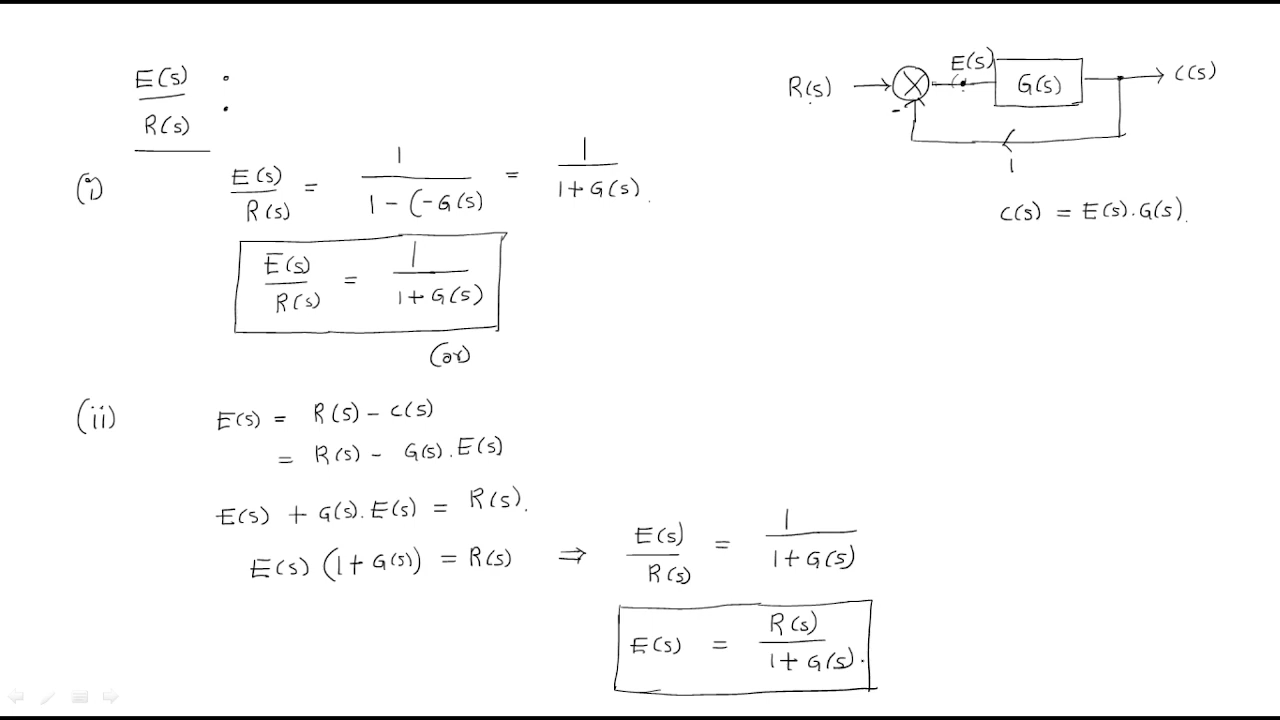 E(s)/R(s) :
(i) E(s)/R(s) = 1/(1-(-G(s)) = 1/(1+G(s)).
E(s)/R(s) = 1/(1+G(s))
(or)
(ii) E(s) = R(s) - C(s)
= R(s) - G(s).E(s)
E(s) + G(s).E(s) = R(s).
E(s) (1+G(s)) = R(s) ⇒ E(s)/R(s) = 1/(1+G(s))
E(s) = R(s)/(1+G(s)).
R(s) E(s) G(s) C(s)
-
1
C(s) = E(s).G(s).